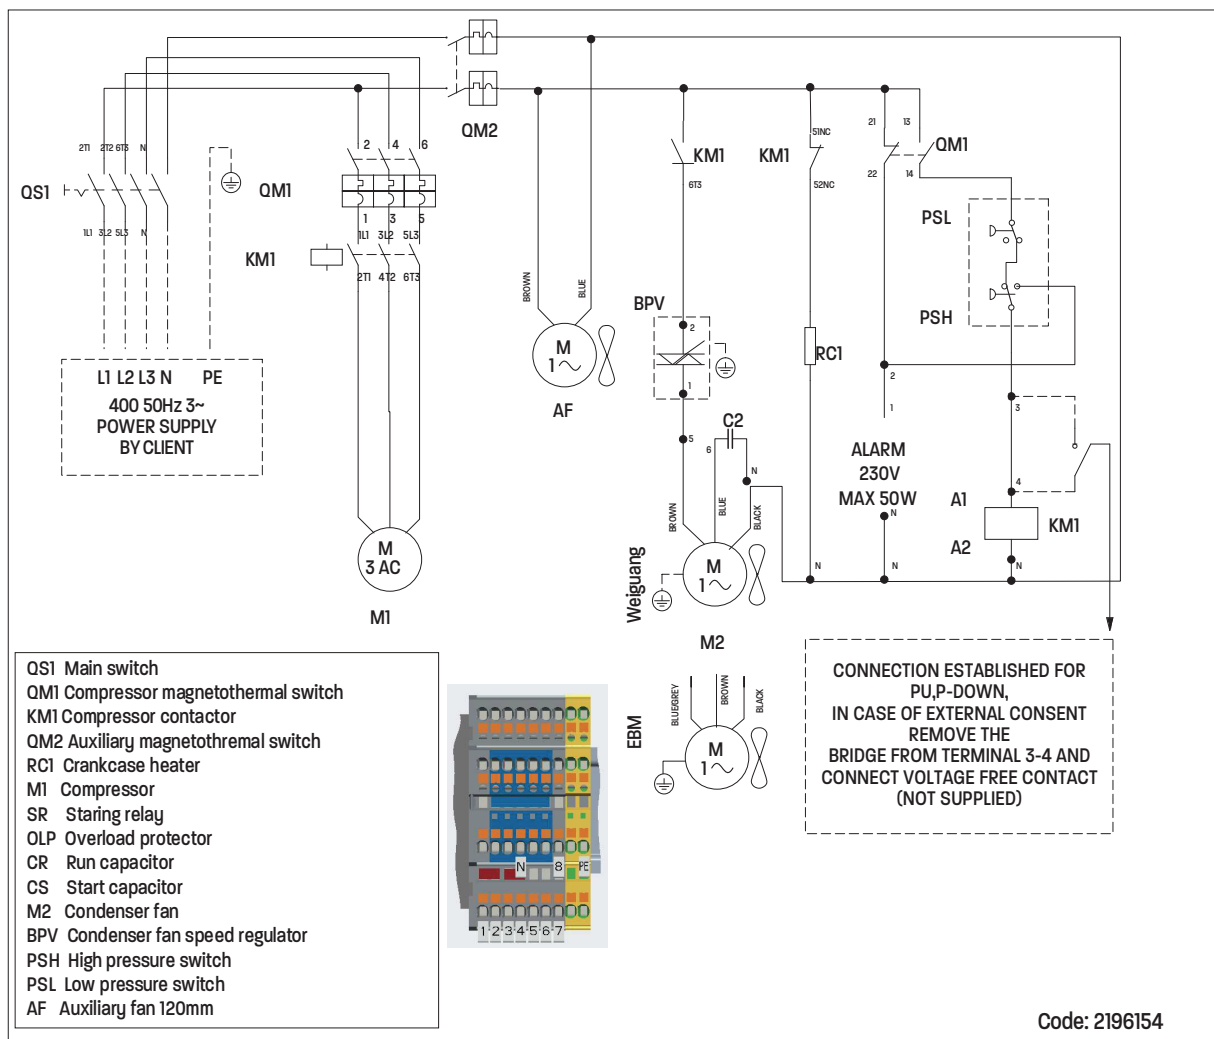 QM2
2T1 2T2 6T3 N
QS1
1L1 3L2 5L3 N
2 4 6
QM1
1 3 5
1L1 3L2 5L3
KM1
2T1 4T2 6T3
L1 L2 L3 N PE
400 50Hz 3~
POWER SUPPLY
BY CLIENT
M
3 AC
M1
BROWN
BLUE
M
1~
AF
KM1
6T3
BPV
2
1
5
C2
6
N
BROWN
BLUE
BLACK
Weiguang
M
1~
M2
BLUE/GREY
BROWN
BLACK
EBM
M
1~
51NC
KM1
52NC
RC1
N
21 13
QM1
22 14
PSL
PSH
2
1
ALARM
230V
MAX 50W
N
N
3
4
A1
KM1
A2
N
CONNECTION ESTABLISHED FOR
PU,P-DOWN,
IN CASE OF EXTERNAL CONSENT
REMOVE THE
BRIDGE FROM TERMINAL 3-4 AND
CONNECT VOLTAGE FREE CONTACT
(NOT SUPPLIED)
QS1 Main switch
QM1 Compressor magnetothermal switch
KM1 Compressor contactor
QM2 Auxiliary magnetothremal switch
RC1 Crankcase heater
M1 Compressor
SR Staring relay
OLP Overload protector
CR Run capacitor
CS Start capacitor
M2 Condenser fan
BPV Condenser fan speed regulator
PSH High pressure switch
PSL Low pressure switch
AF Auxiliary fan 120mm
N 8 PE
1 2 3 4 5 6 7
Code: 2196154